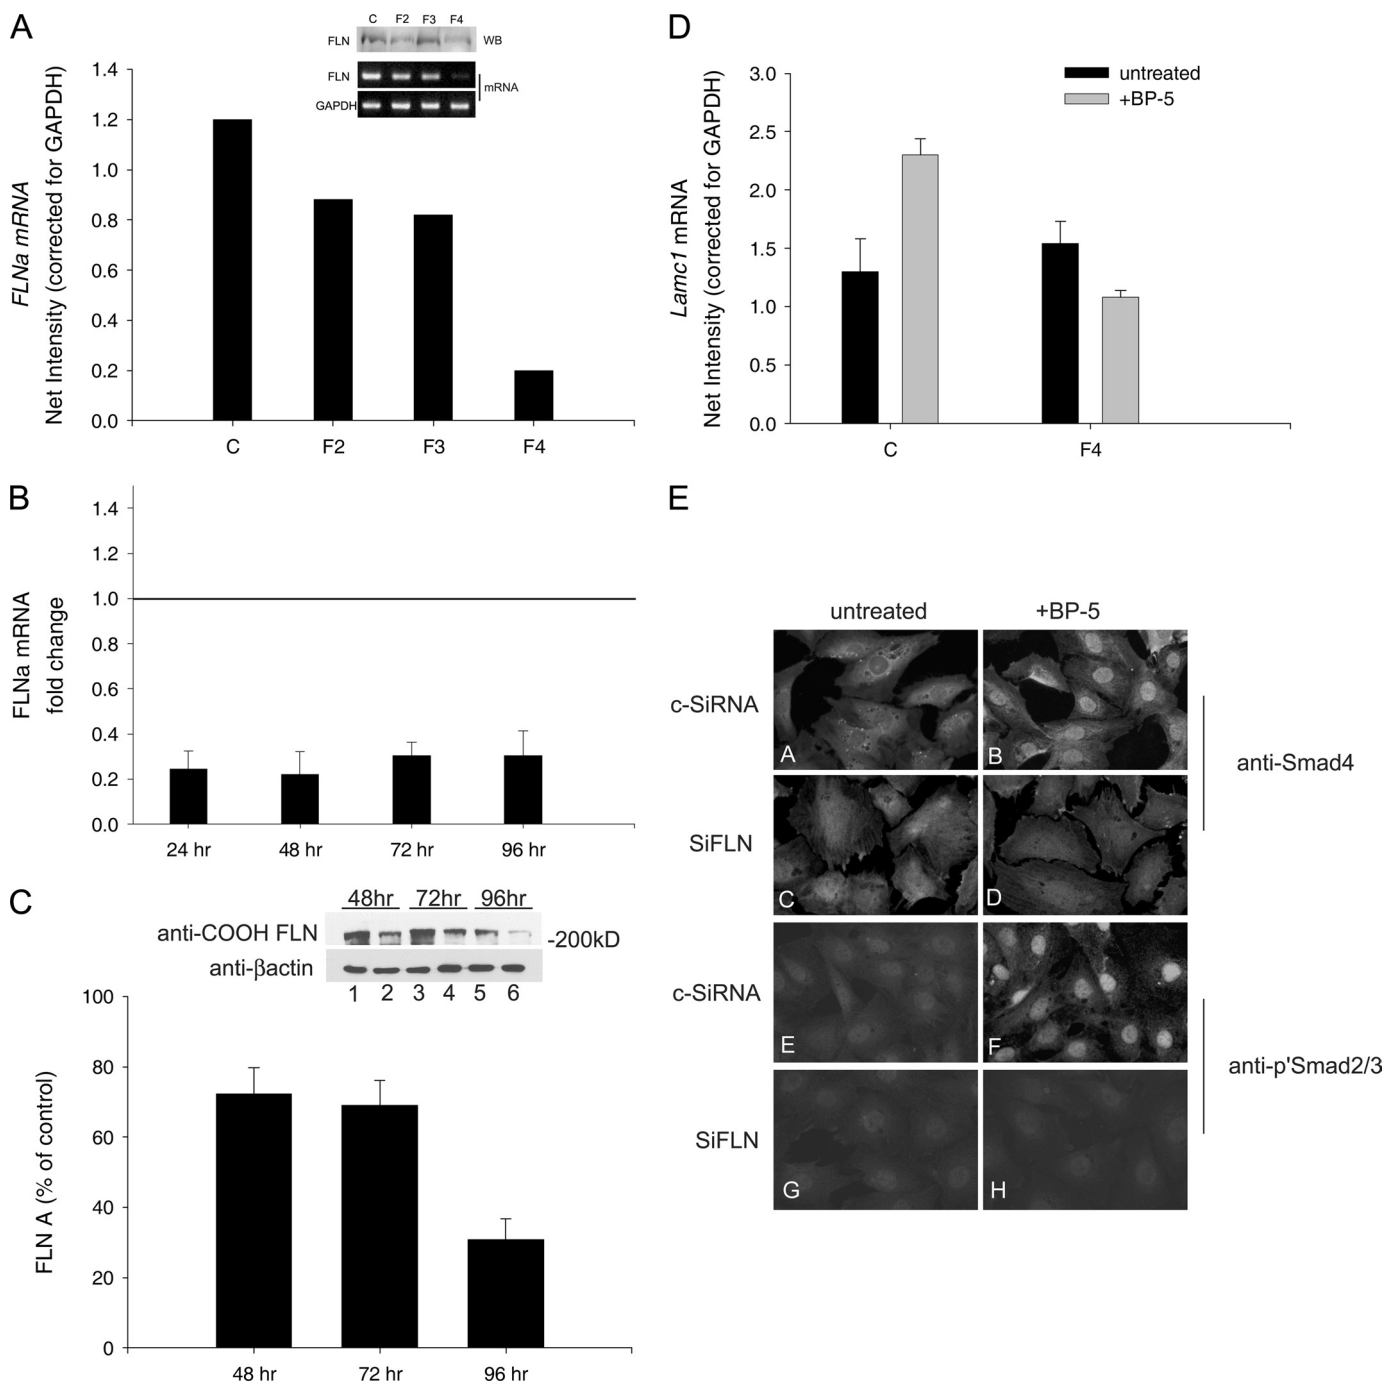 A
C F2 F3 F4
FLN WB
FLN
mRNA
GAPDH
FLNa mRNA
Net Intensity (corrected for GAPDH)
1.4
1.2
1.0
0.8
0.6
0.4
0.2
0.0
C F2 F3 F4
B
FLNa mRNA
fold change
1.4
1.2
1.0
0.8
0.6
0.4
0.2
0.0
24 hr 48 hr 72 hr 96 hr
C
48hr 72hr 96hr
anti-COOH FLN -200kD
anti-βactin
1 2 3 4 5 6
FLN A (% of control)
100
80
60
40
20
0
48 hr 72 hr 96 hr
D
untreated
+BP-5
Lamc1 mRNA
Net Intensity (corrected for GAPDH)
3.0
2.5
2.0
1.5
1.0
0.5
0.0
C F4
E
untreated +BP-5
c-SiRNA
A B
anti-Smad4
SiFLN
C D
c-SiRNA
E F
anti-p'Smad2/3
SiFLN
G H